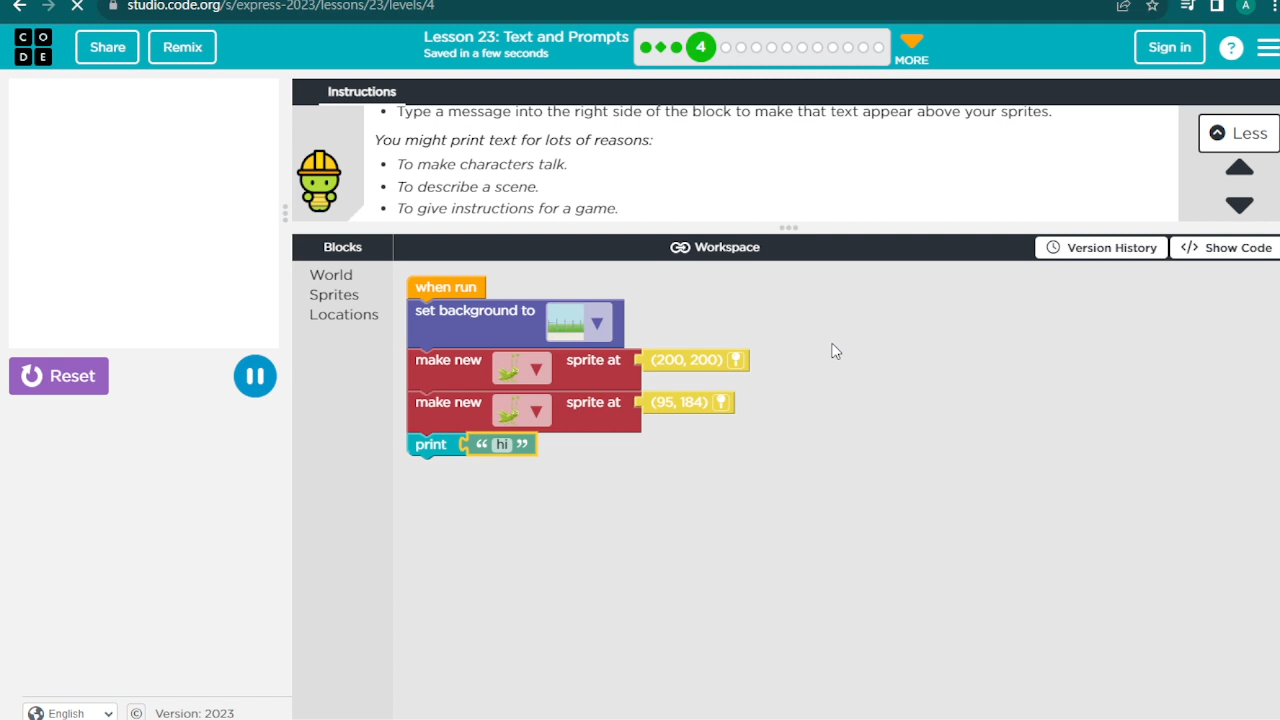 studio.code.org/s/express-2023/lessons/23/levels/4
A
C O
D E
Share
Remix
Lesson 23: Text and Prompts
Saved in a few seconds
4
MORE
Sign in
?
Instructions
• Type a message into the right side of the block to make that text appear above your sprites.
You might print text for lots of reasons:
• To make characters talk.
• To describe a scene.
• To give instructions for a game.
Less
Blocks
Workspace
Version History
</> Show Code
World
Sprites
Locations
when run
set background to
make new sprite at (200, 200)
make new sprite at (95, 184)
print “ hi ”
Reset
English
© Version: 2023